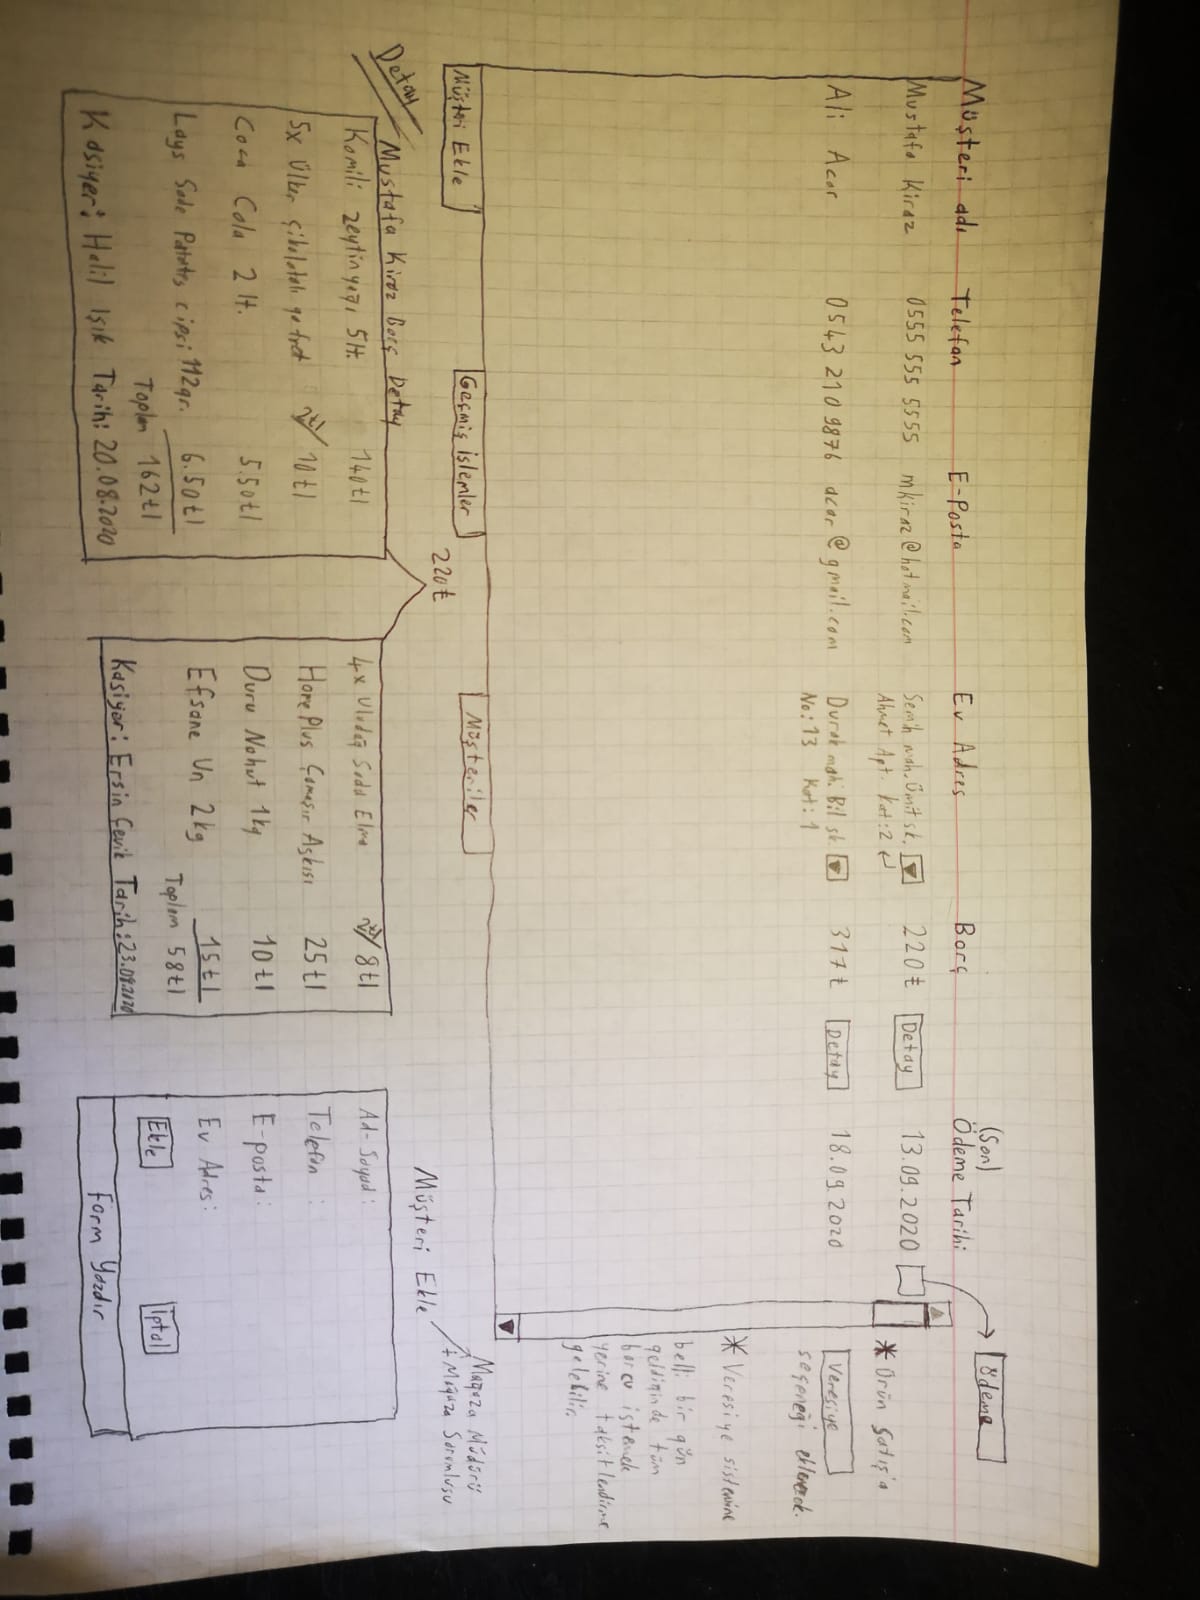 Müşteri adı Telefon E-Posta Ev Adres Borç (Son) Ödeme Tarihi Ödeme
Mustafa Kiraz 0555 555 5555 mkiraz@hotmail.com Semih mah. Ümit sk. 220 ₺ Detay 13.09.2020
Ahmet Apt. Kat:2
Ali Acar 0543 210 9876 acar@gmail.com Durak mah. Bil sk. 317 ₺ Detay 18.09.2020
No:13 Kat:1
* Ürün Satış'a
Veresiye
seçeneği eklenecek.
* Veresiye sistemine
belli bir gün
geldiğinde tüm
borcu istemek
yerine taksitlendirme
gelebilir.
Müşteri Ekle Geçmiş İşlemler Müşteriler
Detay
220 ₺
Mustafa Kiraz Borç Detay
Komili zeytinyağı 5lt. 140tl
5x Ülker çikolatalı gofret 2tl/ 10tl
Coca Cola 2 lt. 5.50tl
Lays Sade Patates cipsi 112gr. 6.50tl
Toplam 162tl
Kasiyer: Halil Işık Tarih: 20.08.2020
4x Uludağ Soda Elma 2tl/ 8tl
Home Plus Çamaşır Askısı 25tl
Duru Nohut 1kg 10tl
Efsane Un 2kg 15tl
Toplam 58tl
Kasiyer: Ersin Çevik Tarih:23.08.2020
Mağaza Müdürü
+ Mağaza Sorumlusu
Müşteri Ekle
Ad-Soyad:
Telefon :
E-posta:
Ev Adres:
Ekle İptal
Form Yazdır